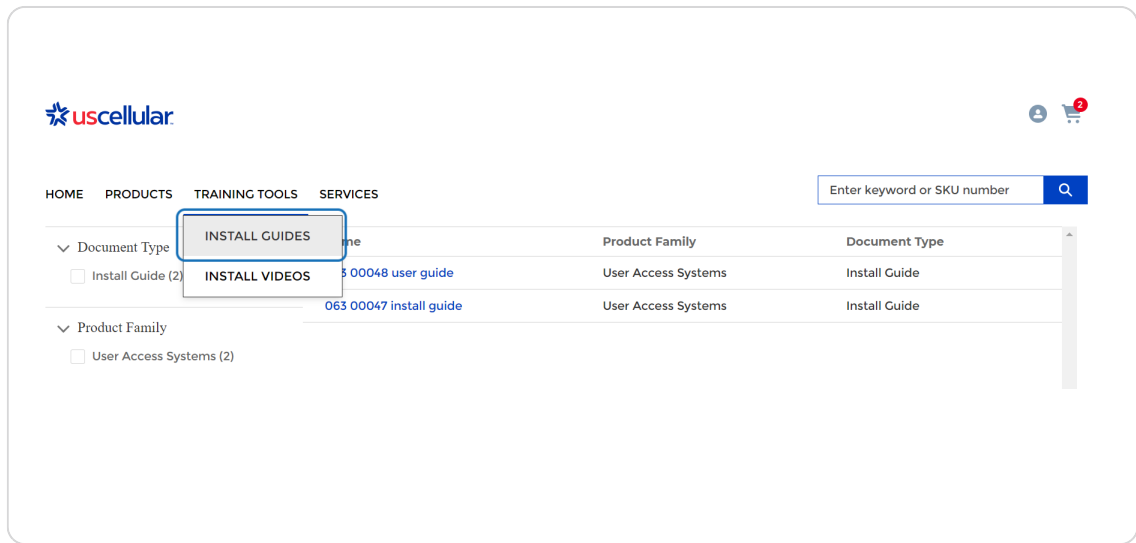 uscellular
2
HOME PRODUCTS TRAINING TOOLS SERVICES
Enter keyword or SKU number
INSTALL GUIDES
INSTALL VIDEOS
Document Type
Install Guide (2)
Product Family
User Access Systems (2)
me Product Family Document Type
3 00048 user guide User Access Systems Install Guide
063 00047 install guide User Access Systems Install Guide